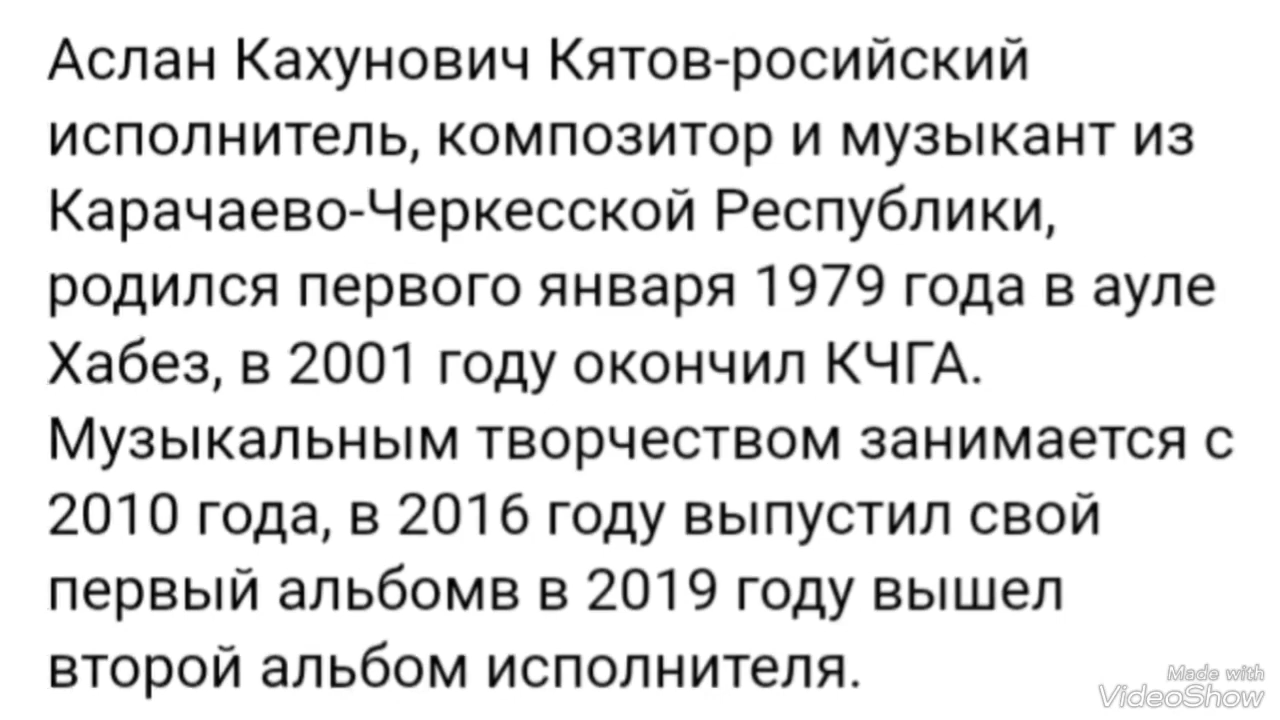 Аслан Кахунович Кятов-росийский
исполнитель, композитор и музыкант из
Карачаево-Черкесской Республики,
родился первого января 1979 года в ауле
Хабез, в 2001 году окончил КЧГА.
Музыкальным творчеством занимается с
2010 года, в 2016 году выпустил свой
первый альбомв в 2019 году вышел
второй альбом исполнителя.
Made with
VideoShow